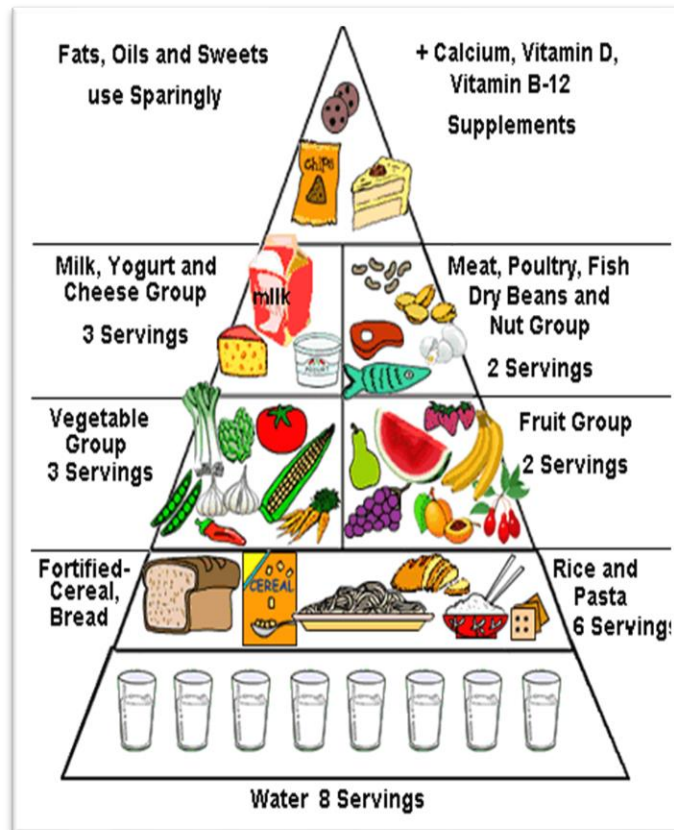 Fats, Oils and Sweets
use Sparingly
+ Calcium, Vitamin D,
Vitamin B-12
Supplements
chips
Milk, Yogurt and
Cheese Group
3 Servings
milk
YOGURT
Meat, Poultry, Fish
Dry Beans and
Nut Group
2 Servings
Vegetable
Group
3 Servings
Fruit Group
2 Servings
Fortified-
Cereal,
Bread
CEREAL
Rice and
Pasta
6 Servings
Water 8 Servings